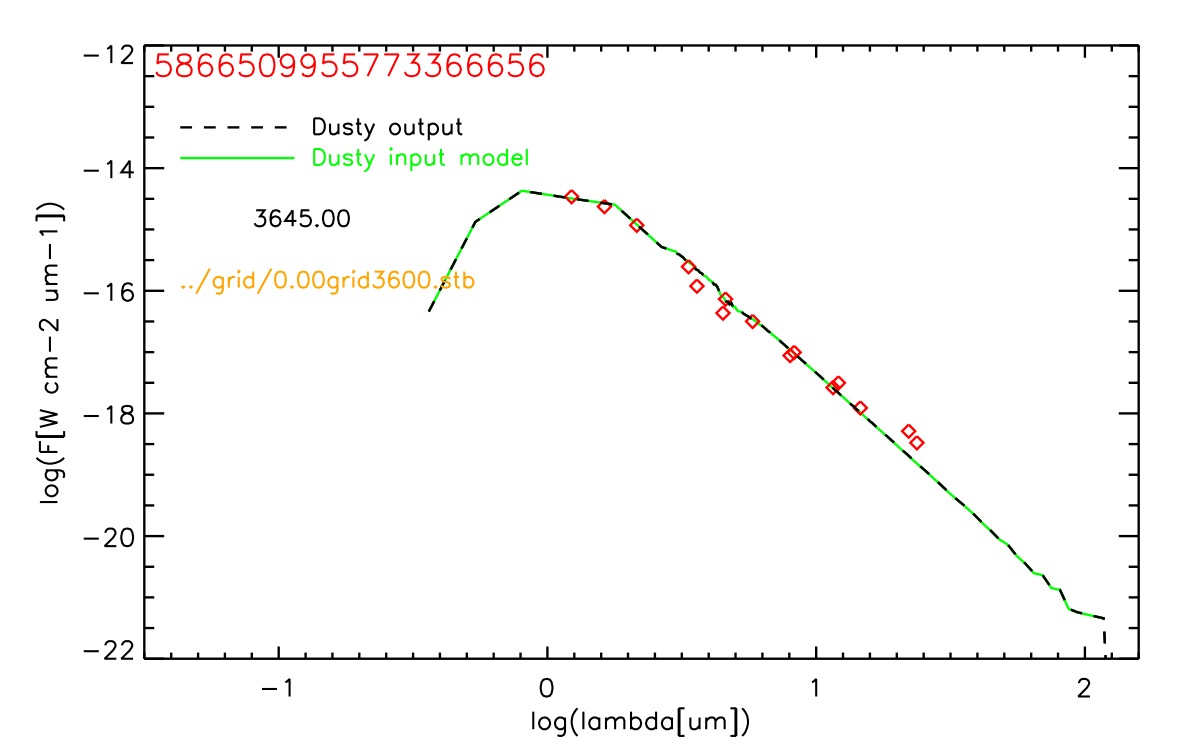 5866509955773366656
Dusty output
Dusty input model
3645.00
../grid/0.00grid3600.stb
log(F[W cm-2 um-1])
-12
-14
-16
-18
-20
-22
-1
0
1
2
log(lambda[um])